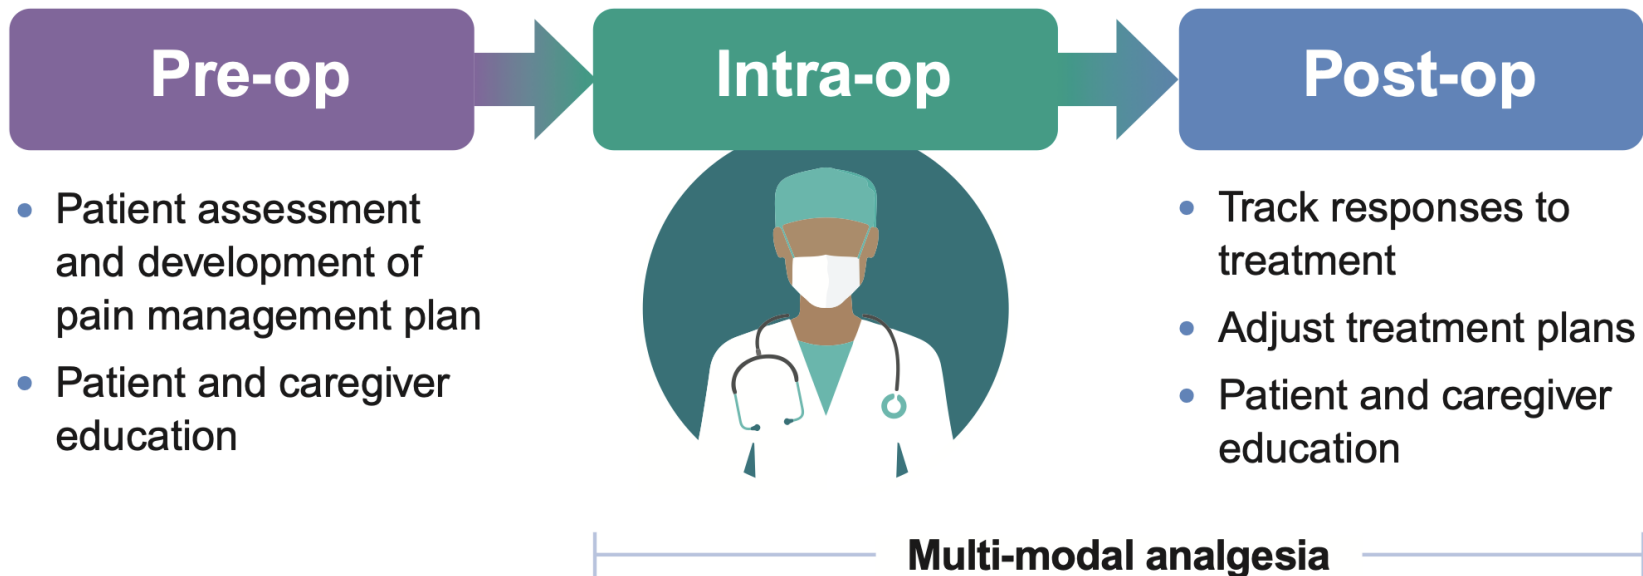 Pre-op
Intra-op
Post-op
Patient assessment
and development of
pain management plan
Patient and caregiver
education
Track responses to
treatment
Adjust treatment plans
Patient and caregiver
education
Multi-modal analgesia